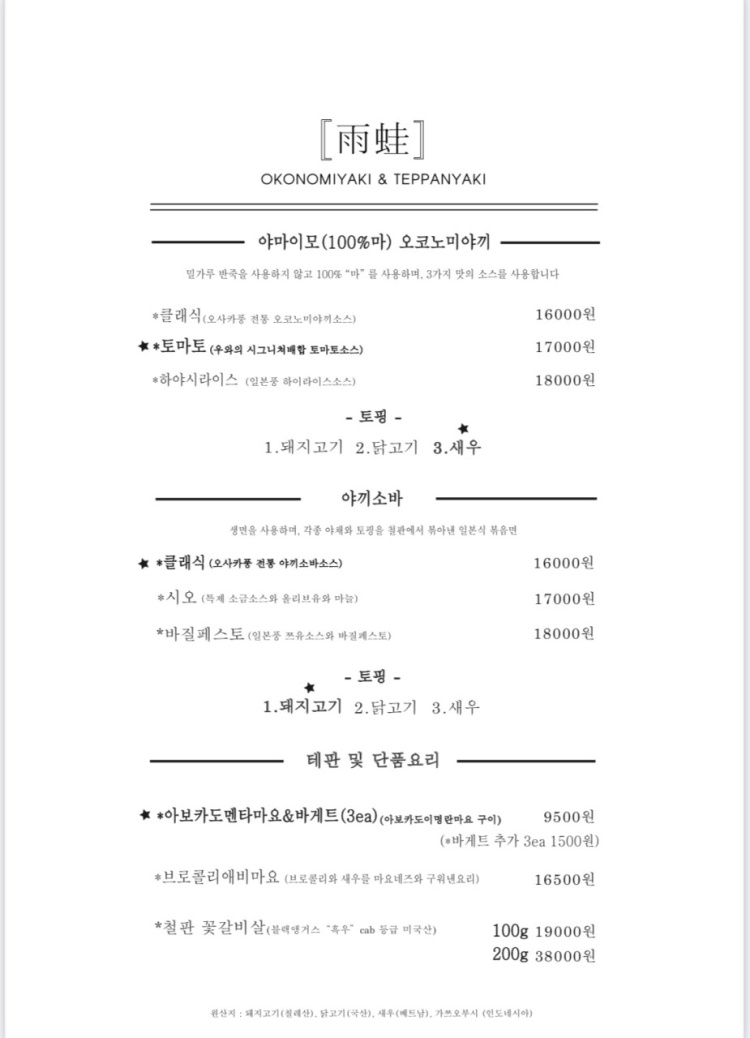 [雨蛙]
OKONOMIYAKI & TEPPANYAKI
야마이모(100%마) 오코노미야끼
밀가루 반죽을 사용하지 않고 100% “마” 를 사용하며, 3가지 맛의 소스를 사용합니다
*클래식(오사카풍 전통 오코노미야끼소스) 16000원
★ *토마토 (우와의 시그니처배합 토마토소스) 17000원
*하야시라이스 (일본풍 하이라이스소스) 18000원
- 토핑 -
★
1.돼지고기 2.닭고기 3.새우
야끼소바
생면을 사용하며, 각종 야채와 토핑을 철판에서 볶아낸 일본식 볶음면
★ *클래식 (오사카풍 전통 야끼소바소스) 16000원
*시오 (특제 소금소스와 올리브유와 마늘) 17000원
*바질페스토 (일본풍 쯔유소스와 바질페스토) 18000원
- 토핑 -
★
1.돼지고기 2.닭고기 3.새우
테판 및 단품요리
★ *아보카도멘타마요&바게트(3ea) (아보카도이명란마요 구이) 9500원
(*바게트 추가 3ea 1500원)
*브로콜리애비마요 (브로콜리와 새우를 마요네즈와 구워낸요리) 16500원
*철판 꽃갈비살(블랙앵거스 “흑우” cab 등급 미국산) 100g 19000원
200g 38000원
원산지 : 돼지고기(칠레산), 닭고기(국산), 새우(베트남), 가쯔오부시 (인도네시아)